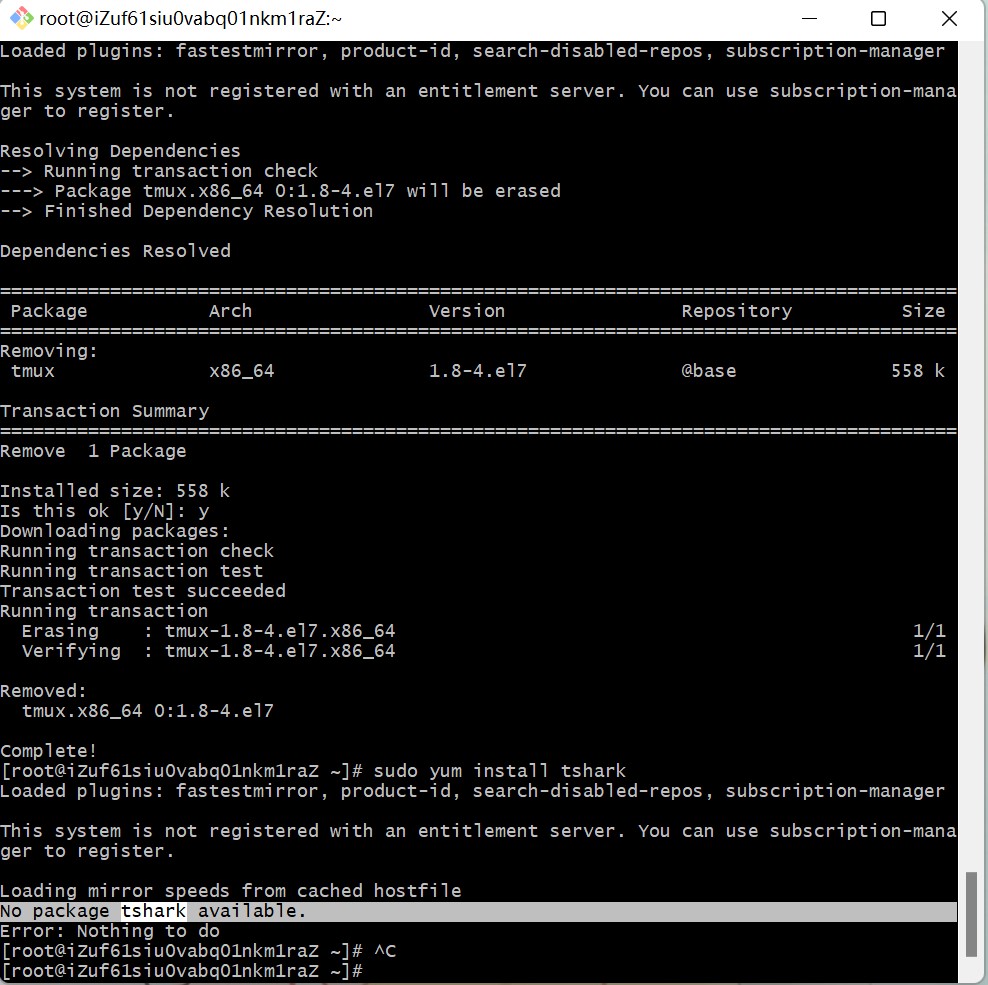 root@iZuf61siu0vabq01nkm1raZ:~
Loaded plugins: fastestmirror, product-id, search-disabled-repos, subscription-manager
This system is not registered with an entitlement server. You can use subscription-mana
ger to register.
Resolving Dependencies
--> Running transaction check
---> Package tmux.x86_64 0:1.8-4.el7 will be erased
--> Finished Dependency Resolution
Dependencies Resolved
=======================================================================================
Package Arch Version Repository Size
=======================================================================================
Removing:
tmux x86_64 1.8-4.el7 @base 558 k
Transaction Summary
=======================================================================================
Remove  1 Package
Installed size: 558 k
Is this ok [y/N]: y
Downloading packages:
Running transaction check
Running transaction test
Transaction test succeeded
Running transaction
  Erasing    : tmux-1.8-4.el7.x86_64 1/1
  Verifying  : tmux-1.8-4.el7.x86_64 1/1
Removed:
  tmux.x86_64 0:1.8-4.el7
Complete!
[root@iZuf61siu0vabq01nkm1raZ ~]# sudo yum install tshark
Loaded plugins: fastestmirror, product-id, search-disabled-repos, subscription-manager
This system is not registered with an entitlement server. You can use subscription-mana
ger to register.
Loading mirror speeds from cached hostfile
No package tshark available.
Error: Nothing to do
[root@iZuf61siu0vabq01nkm1raZ ~]# ^C
[root@iZuf61siu0vabq01nkm1raZ ~]#